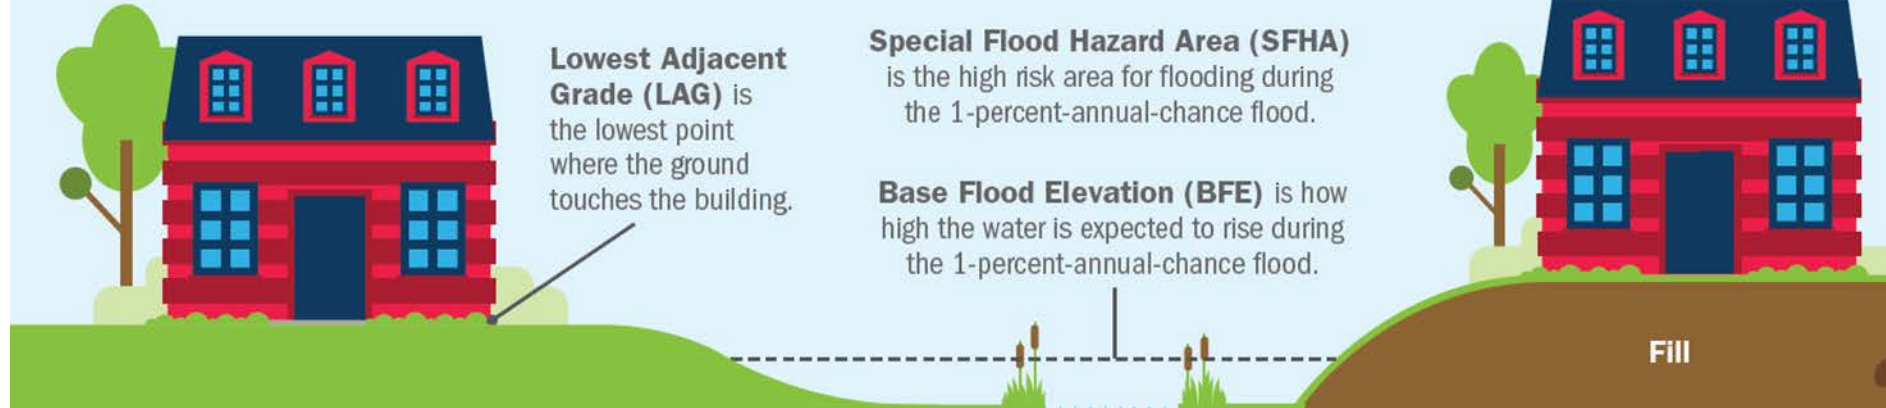 Lowest Adjacent
Grade (LAG) is
the lowest point
where the ground
touches the building.
Special Flood Hazard Area (SFHA)
is the high risk area for flooding during
the 1-percent-annual-chance flood.
Base Flood Elevation (BFE) is how
high the water is expected to rise during
the 1-percent-annual-chance flood.
Fill